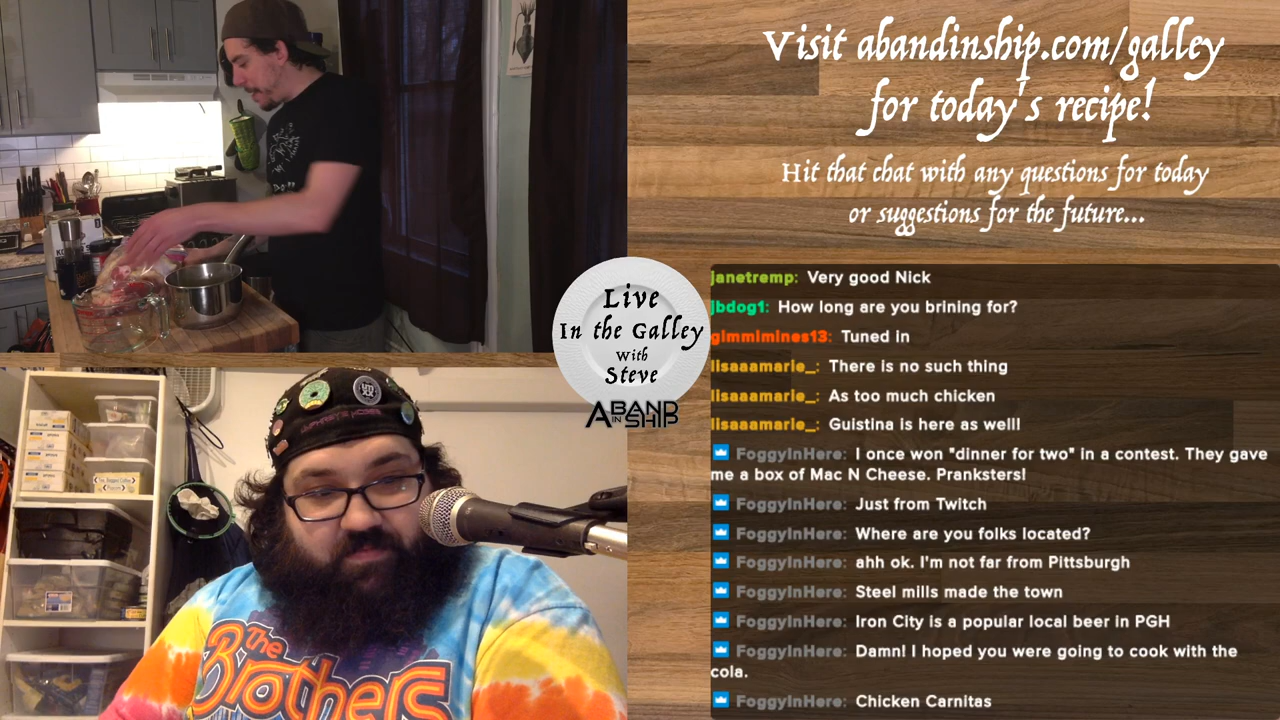 Visit abandinship.com/galley
for today's recipe!
Hit that chat with any questions for today
or suggestions for the future...
janetremp: Very good Nick
jbdog1: How long are you brining for?
gimmimines13: Tuned in
lisaaamarie_: There is no such thing
lisaaamarie_: As too much chicken
lisaaamarie_: Guistina is here as well!
FoggyInHere: I once won "dinner for two" in a contest. They gave
me a box of Mac N Cheese. Pranksters!
FoggyInHere: Just from Twitch
FoggyInHere: Where are you folks located?
FoggyInHere: ahh ok. I'm not far from Pittsburgh
FoggyInHere: Steel mills made the town
FoggyInHere: Iron City is a popular local beer in PGH
FoggyInHere: Damn! I hoped you were going to cook with the
cola.
FoggyInHere: Chicken Carnitas
Live
In the Galley
With
Steve
A BAND
IN SHIP
The
Brothers